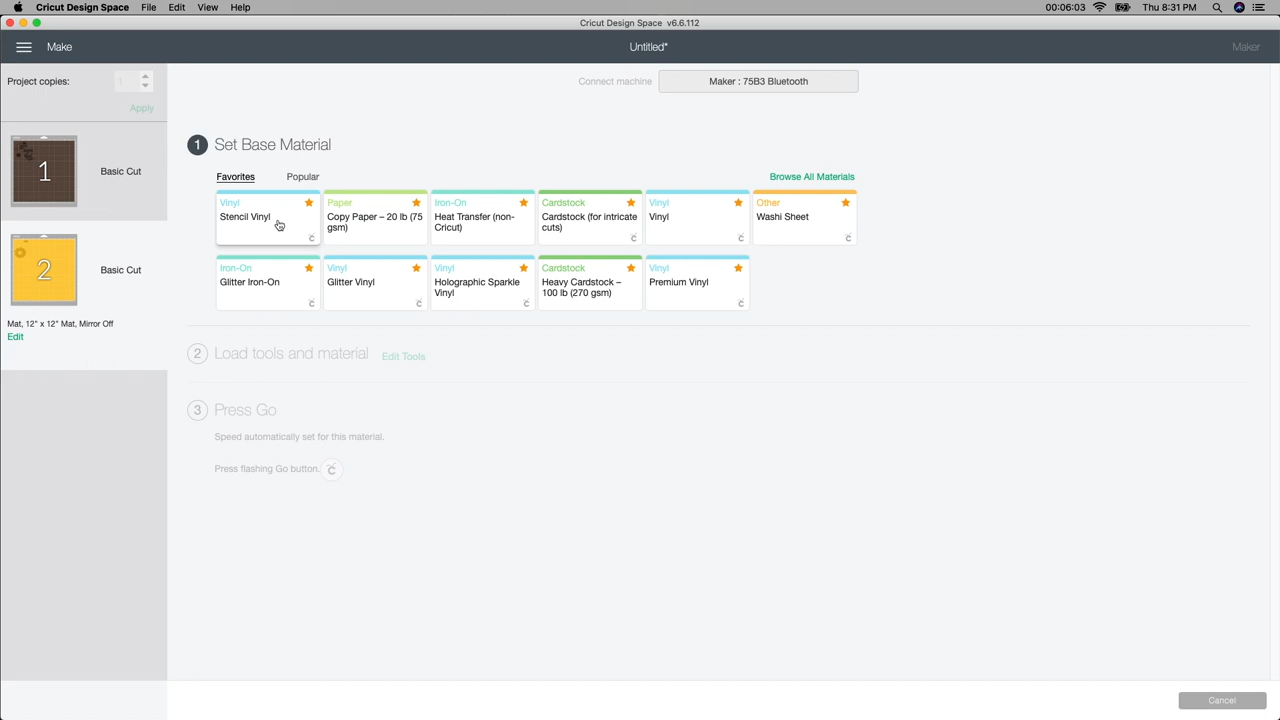 Cricut Design Space File Edit View Help 00:06:03 Thu 8:31 PM
Cricut Design Space v6.6.112
Make Untitled* Maker
Project copies: 1
Apply
1 Basic Cut
2 Basic Cut
Mat, 12" x 12" Mat, Mirror Off
Edit
Connect machine Maker : 75B3 Bluetooth
1 Set Base Material
Favorites Popular Browse All Materials
Vinyl
Stencil Vinyl
Paper
Copy Paper – 20 lb (75
gsm)
Iron-On
Heat Transfer (non-
Cricut)
Cardstock
Cardstock (for intricate
cuts)
Vinyl
Vinyl
Other
Washi Sheet
Iron-On
Glitter Iron-On
Vinyl
Glitter Vinyl
Vinyl
Holographic Sparkle
Vinyl
Cardstock
Heavy Cardstock –
100 lb (270 gsm)
Vinyl
Premium Vinyl
2 Load tools and material Edit Tools
3 Press Go
Speed automatically set for this material.
Press flashing Go button.
Cancel